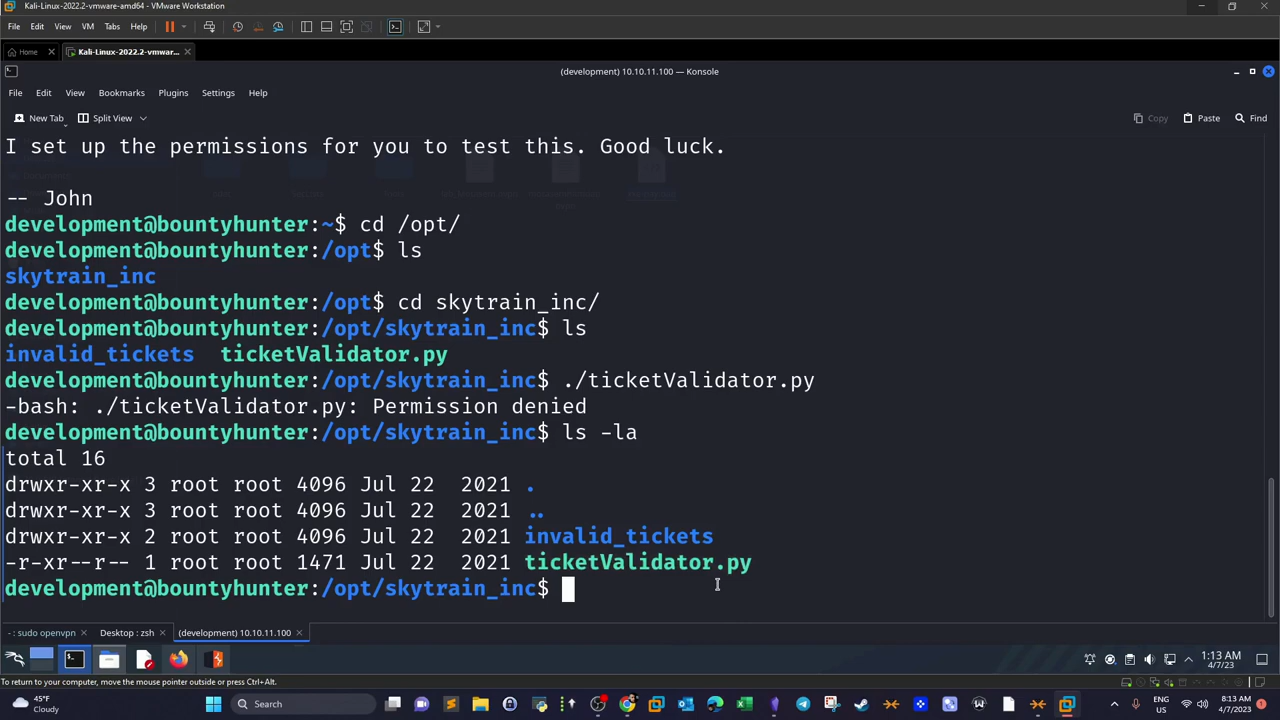 Kali-Linux-2022.2-vmware-amd64 - VMware Workstation
File Edit View VM Tabs Help
Home Kali-Linux-2022.2-vmwar...
(development) 10.10.11.100 — Konsole
File Edit View Bookmarks Plugins Settings Help
New Tab Split View Copy Paste Find
I set up the permissions for you to test this. Good luck.
-- John
development@bountyhunter:~$ cd /opt/
development@bountyhunter:/opt$ ls
skytrain_inc
development@bountyhunter:/opt$ cd skytrain_inc/
development@bountyhunter:/opt/skytrain_inc$ ls
invalid_tickets ticketValidator.py
development@bountyhunter:/opt/skytrain_inc$ ./ticketValidator.py
-bash: ./ticketValidator.py: Permission denied
development@bountyhunter:/opt/skytrain_inc$ ls -la
total 16
drwxr-xr-x 3 root root 4096 Jul 22 2021 .
drwxr-xr-x 3 root root 4096 Jul 22 2021 ..
drwxr-xr-x 2 root root 4096 Jul 22 2021 invalid_tickets
-r-xr--r-- 1 root root 1471 Jul 22 2021 ticketValidator.py
development@bountyhunter:/opt/skytrain_inc$
- : sudo openvpn Desktop : zsh (development) 10.10.11.100
1:13 AM
4/7/23
To return to your computer, move the mouse pointer outside or press Ctrl+Alt.
45°F
Cloudy
Search
ENG
US
8:13 AM
4/7/2023